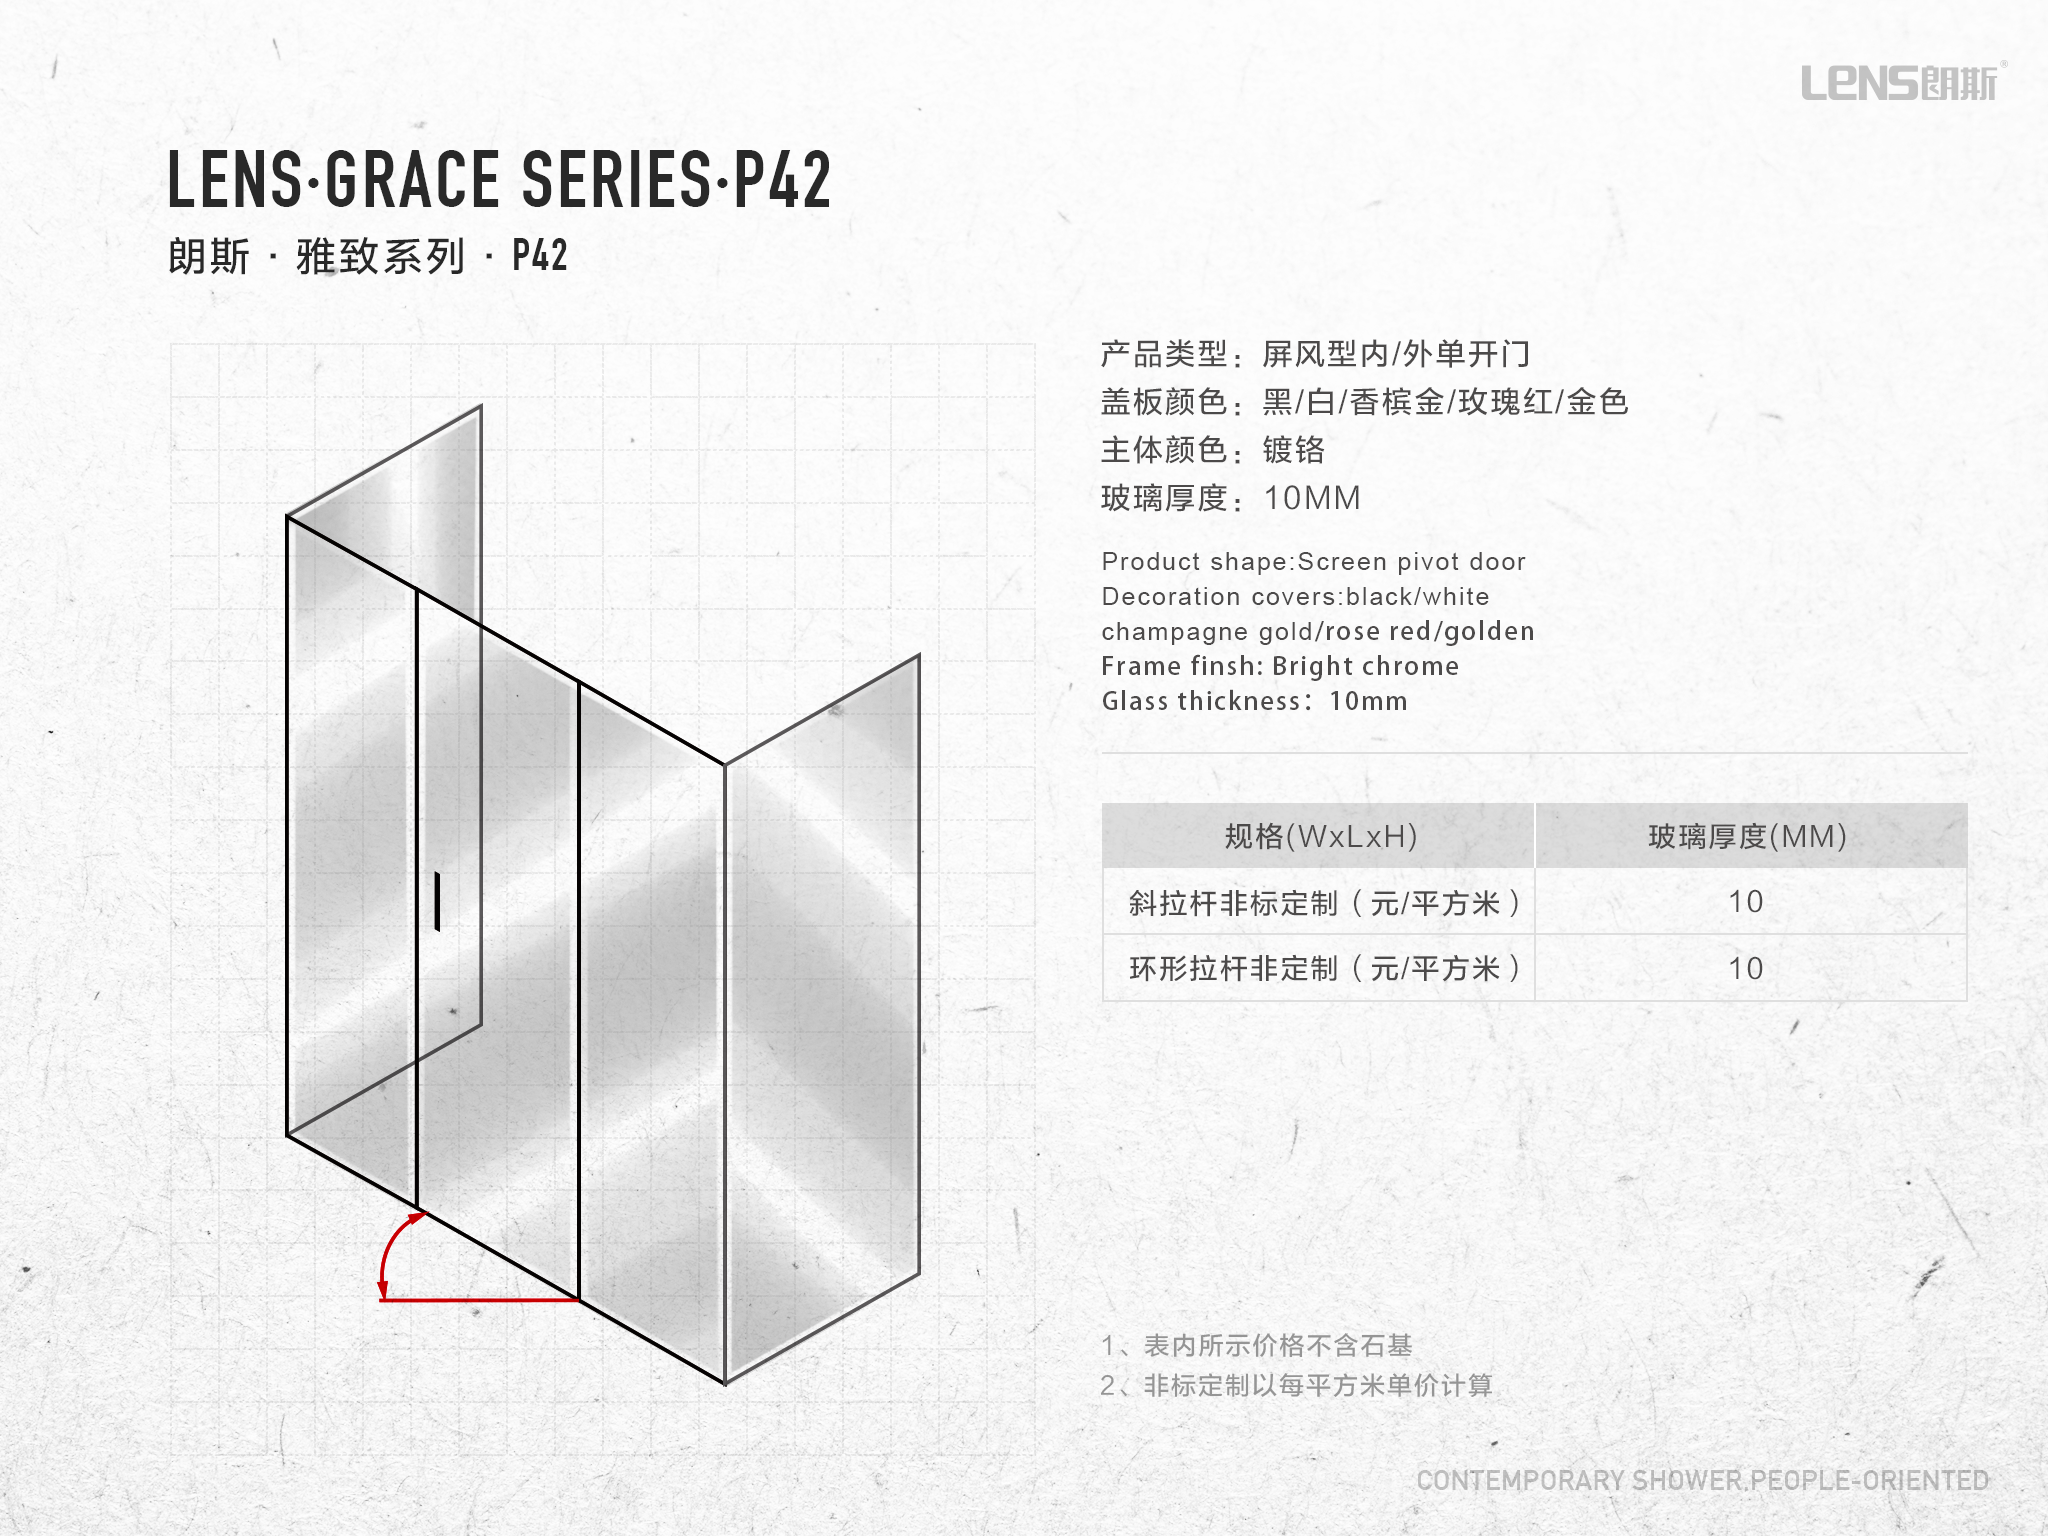 LENS朗斯®
LENS·GRACE SERIES·P42
朗斯 · 雅致系列 · P42
产品类型：屏风型内/外单开门
盖板颜色：黑/白/香槟金/玫瑰红/金色
主体颜色：镀铬
玻璃厚度：10MM
Product shape:Screen pivot door
Decoration covers:black/white
champagne gold/rose red/golden
Frame finsh: Bright chrome
Glass thickness：10mm
规格(WxLxH) 玻璃厚度(MM)
斜拉杆非标定制（元/平方米） 10
环形拉杆非定制（元/平方米） 10
1、表内所示价格不含石基
2、非标定制以每平方米单价计算
CONTEMPORARY SHOWER.PEOPLE-ORIENTED